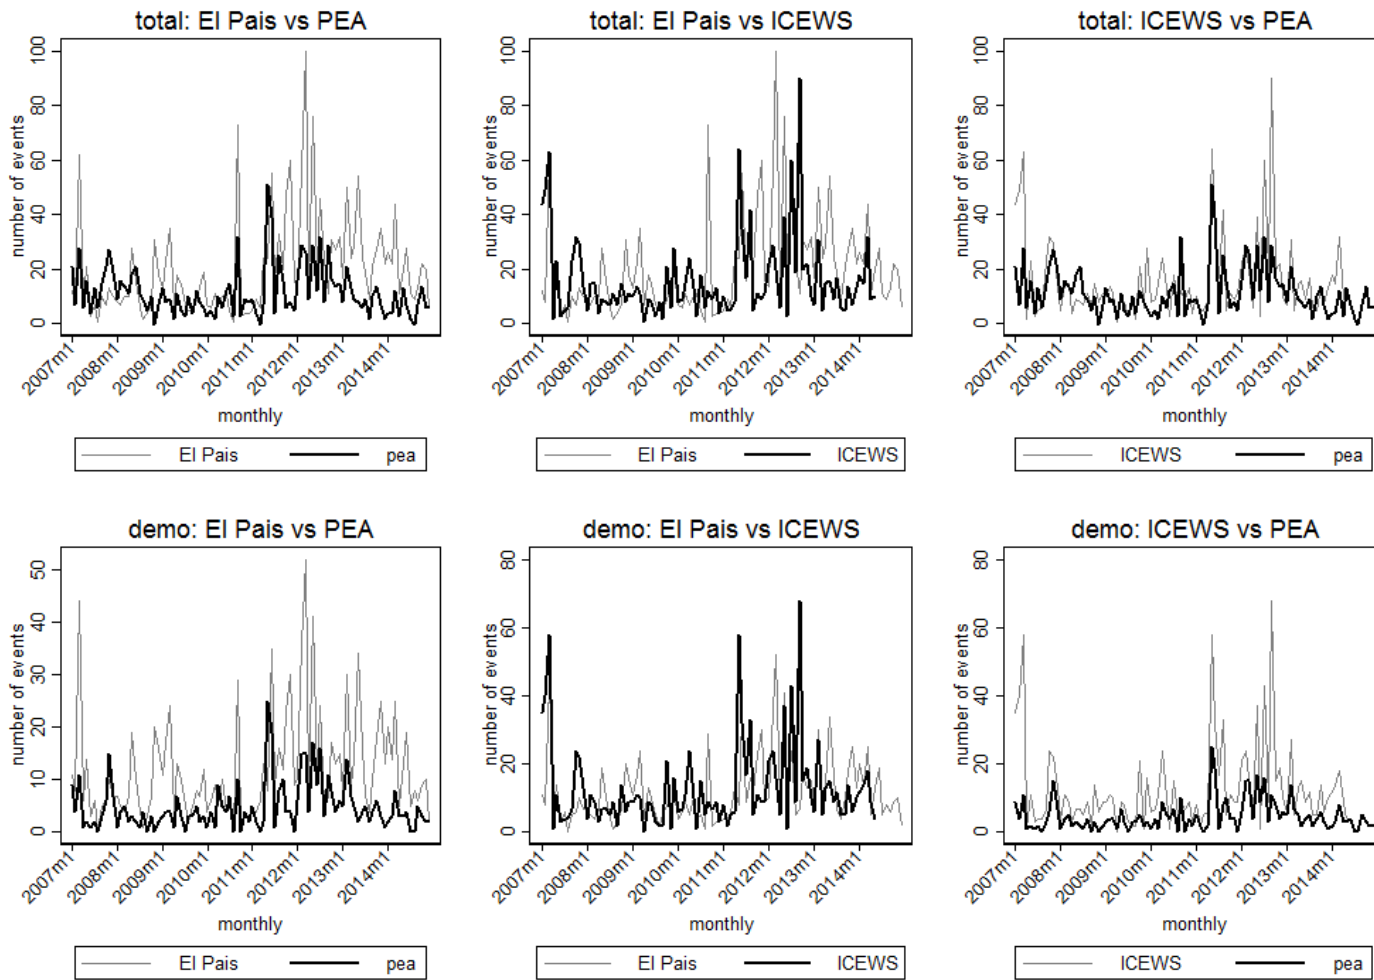 total: El Pais vs PEA
number of events
100
80
60
40
20
0
2007m1
2008m1
2009m1
2010m1
2011m1
2012m1
2013m1
2014m1
monthly
El Pais pea
total: El Pais vs ICEWS
number of events
100
80
60
40
20
0
2007m1
2008m1
2009m1
2010m1
2011m1
2012m1
2013m1
2014m1
monthly
El Pais ICEWS
total: ICEWS vs PEA
number of events
100
80
60
40
20
0
2007m1
2008m1
2009m1
2010m1
2011m1
2012m1
2013m1
2014m1
monthly
ICEWS pea
demo: El Pais vs PEA
number of events
50
40
30
20
10
0
2007m1
2008m1
2009m1
2010m1
2011m1
2012m1
2013m1
2014m1
monthly
El Pais pea
demo: El Pais vs ICEWS
number of events
80
60
40
20
0
2007m1
2008m1
2009m1
2010m1
2011m1
2012m1
2013m1
2014m1
monthly
El Pais ICEWS
demo: ICEWS vs PEA
number of events
80
60
40
20
0
2007m1
2008m1
2009m1
2010m1
2011m1
2012m1
2013m1
2014m1
monthly
ICEWS pea